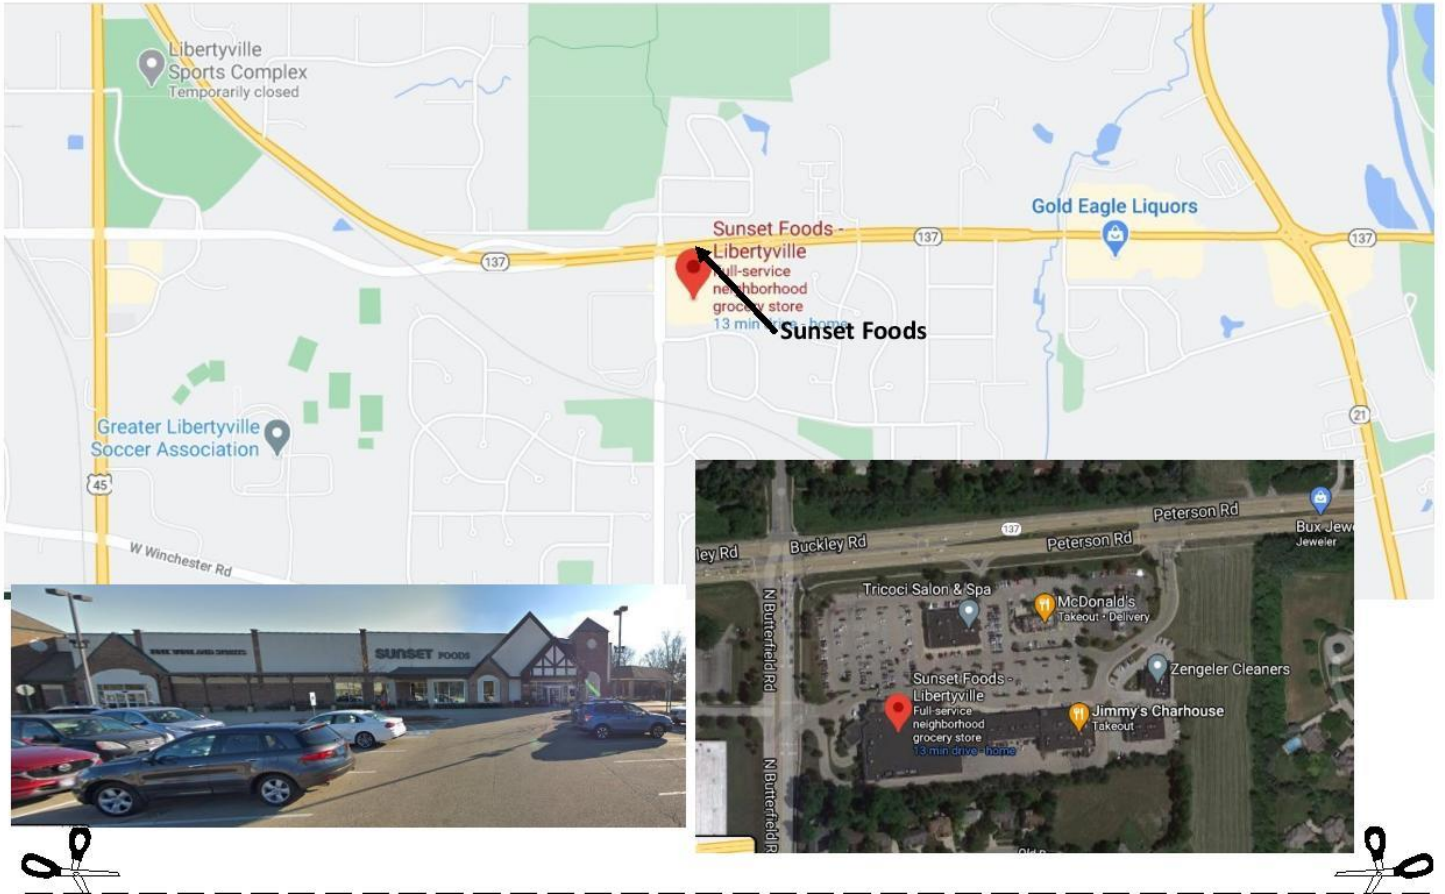 Libertyville
Sports Complex
Temporarily closed
Sunset Foods -
Libertyville
Full-service
neighborhood
grocery store
13 min drive - home
Sunset Foods
137
137
137
Gold Eagle Liquors
21
Greater Libertyville
Soccer Association
45
W Winchester Rd
SUNSET FOODS
ley Rd
Buckley Rd
137
Peterson Rd
Peterson Rd
Bux Jew
Jeweler
N Butterfield Rd
N Butterfield R
Tricoci Salon & Spa
McDonald's
Takeout • Delivery
Zengeler Cleaners
Sunset Foods -
Libertyville
Full-service
neighborhood
grocery store
13 min drive - home
Jimmy's Charhouse
Takeout